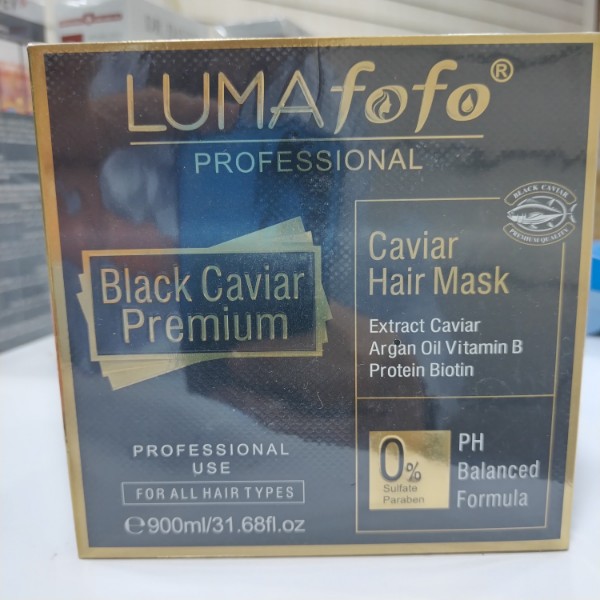 LUMAfofo®
PROFESSIONAL
BLACK CAVIAR
PREMIUM QUALITY
Black Caviar
Premium
Caviar
Hair Mask
Extract Caviar
Argan Oil Vitamin B
Protein Biotin
PROFESSIONAL
USE
FOR ALL HAIR TYPES
℮900ml/31.68fl.oz
0%
Sulfate
Paraben
PH
Balanced
Formula